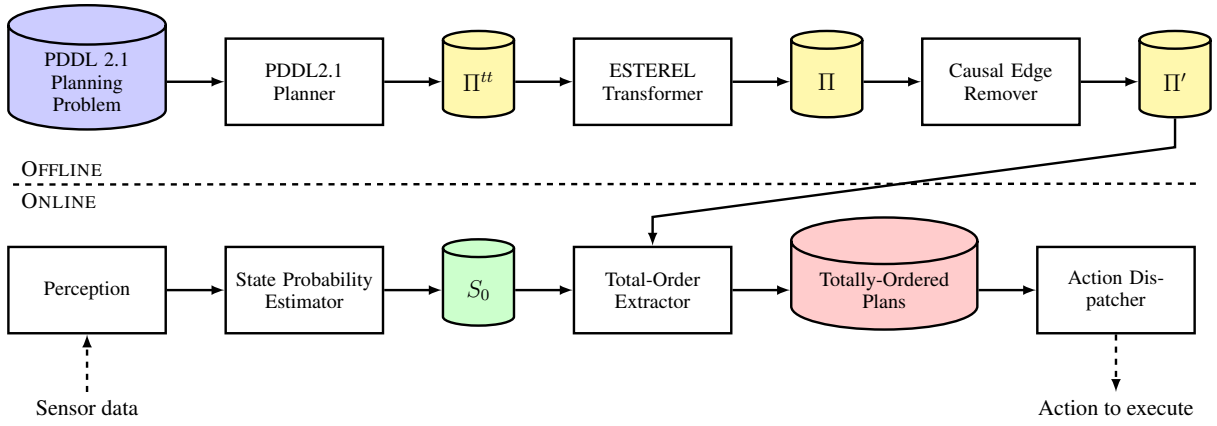 PDDL 2.1
Planning
Problem
PDDL2.1
Planner
Π^{tt}
ESTEREL
Transformer
Π
Causal Edge
Remover
Π′
OFFLINE
ONLINE
Perception
State Probability
Estimator
S₀
Total-Order
Extractor
Totally-Ordered
Plans
Action Dis-
patcher
Sensor data
Action to execute